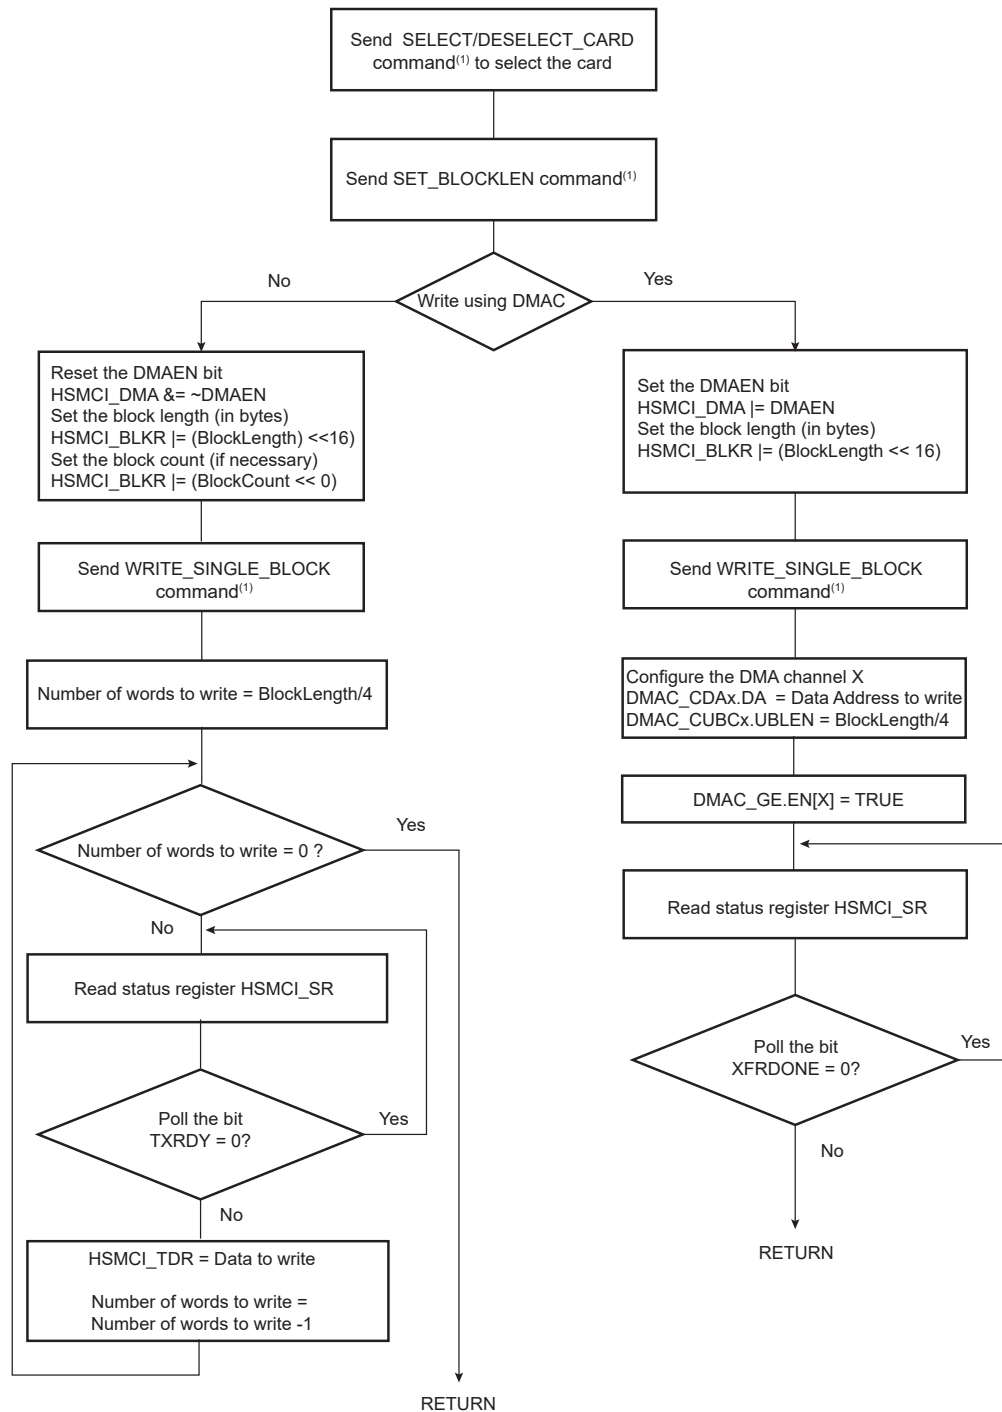 Send SELECT/DESELECT_CARD
command(1) to select the card
Send SET_BLOCKLEN command(1)
No
Yes
Write using DMAC
Reset the DMAEN bit
HSMCI_DMA &= ~DMAEN
Set the block length (in bytes)
HSMCI_BLKR |= (BlockLength) <<16)
Set the block count (if necessary)
HSMCI_BLKR |= (BlockCount << 0)
Send WRITE_SINGLE_BLOCK
command(1)
Number of words to write = BlockLength/4
Number of words to write = 0 ?
Yes
No
Read status register HSMCI_SR
Poll the bit
TXRDY = 0?
Yes
No
HSMCI_TDR = Data to write
Number of words to write =
Number of words to write -1
RETURN
Set the DMAEN bit
HSMCI_DMA |= DMAEN
Set the block length (in bytes)
HSMCI_BLKR |= (BlockLength << 16)
Send WRITE_SINGLE_BLOCK
command(1)
Configure the DMA channel X
DMAC_CDAx.DA = Data Address to write
DMAC_CUBCx.UBLEN = BlockLength/4
DMAC_GE.EN[X] = TRUE
Read status register HSMCI_SR
Poll the bit
XFRDONE = 0?
Yes
No
RETURN